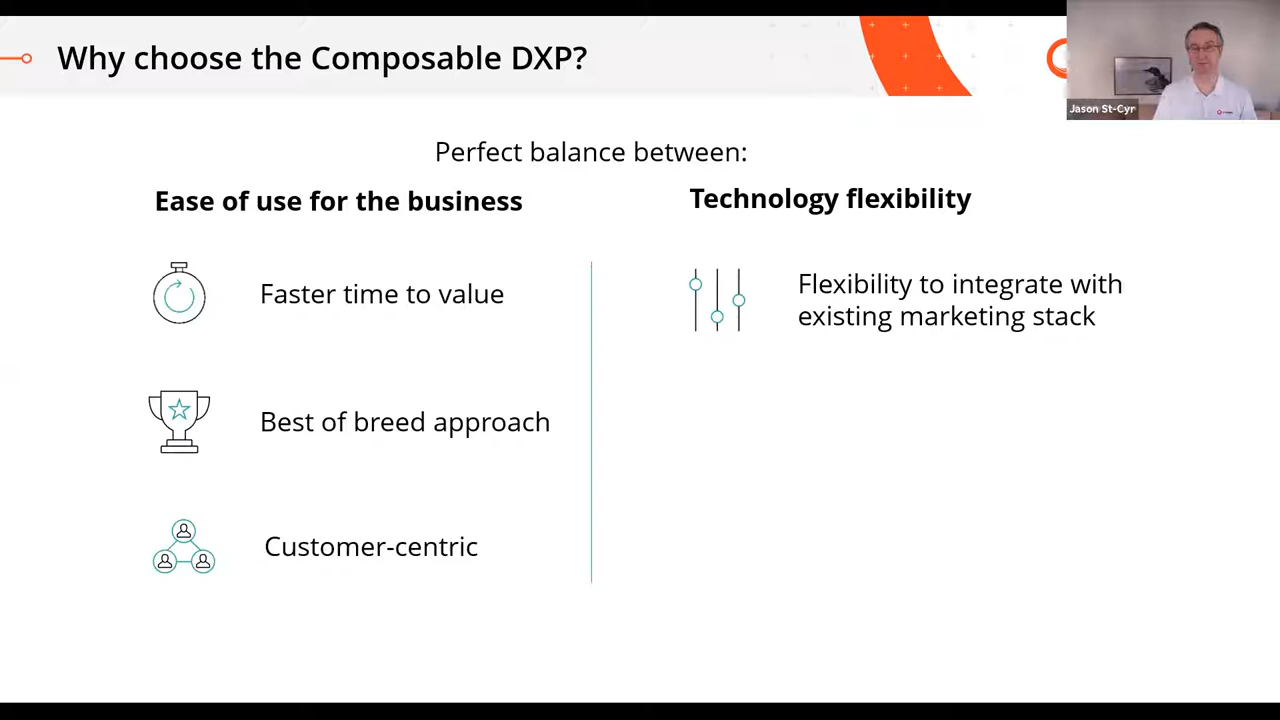 Why choose the Composable DXP?
Jason St-Cyr
Perfect balance between:
Ease of use for the business
Faster time to value
Best of breed approach
Customer-centric
Technology flexibility
Flexibility to integrate with
existing marketing stack